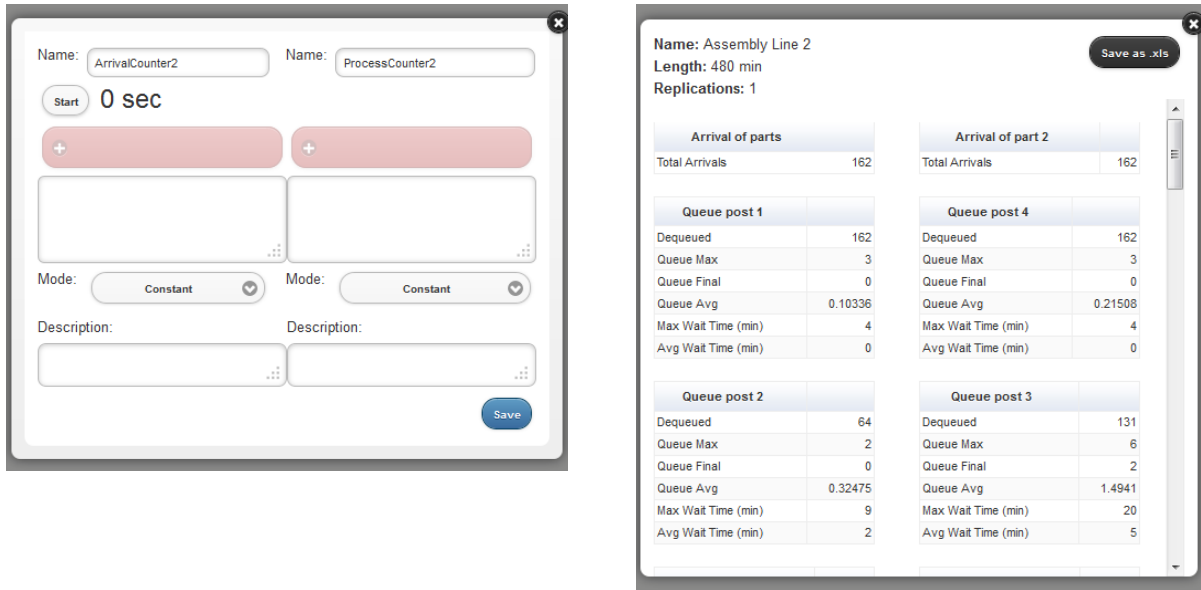 Name: ArrivalCounter2 Name: ProcessCounter2
Start 0 sec
Mode: Constant Mode: Constant
Description: Description:
Save
Name: Assembly Line 2
Save as .xls
Length: 480 min
Replications: 1
Arrival of parts Arrival of part 2
Total Arrivals 162 Total Arrivals 162
Queue post 1 Queue post 4
Dequeued 162 Dequeued 162
Queue Max 3 Queue Max 3
Queue Final 0 Queue Final 0
Queue Avg 0.10336 Queue Avg 0.21508
Max Wait Time (min) 4 Max Wait Time (min) 4
Avg Wait Time (min) 0 Avg Wait Time (min) 0
Queue post 2 Queue post 3
Dequeued 64 Dequeued 131
Queue Max 2 Queue Max 6
Queue Final 0 Queue Final 2
Queue Avg 0.32475 Queue Avg 1.4941
Max Wait Time (min) 9 Max Wait Time (min) 20
Avg Wait Time (min) 2 Avg Wait Time (min) 5